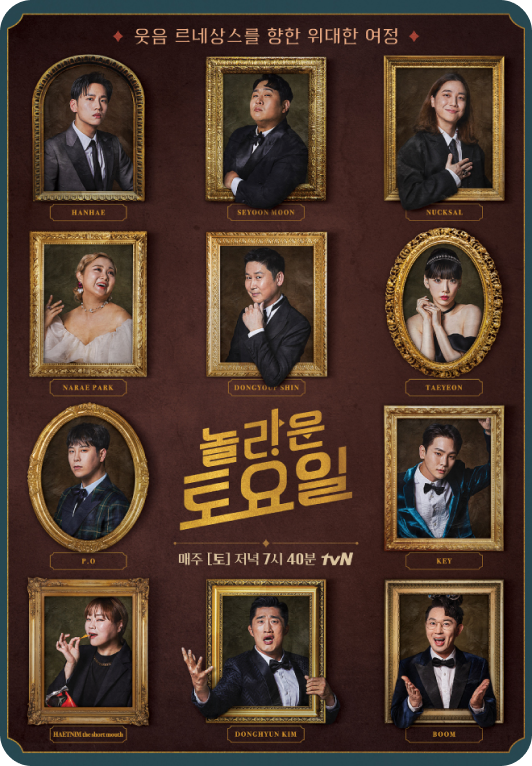 웃음 르네상스를 향한 위대한 여정
HANHAE
SEYOON MOON
NUCKSAL
NARAE PARK
DONGYOUP SHIN
TAEYEON
놀라운
토요일
P.O
매주 [토] 저녁 7시 40분 tvN
KEY
HAETNIM the short mouth
DONGHYUN KIM
BOOM